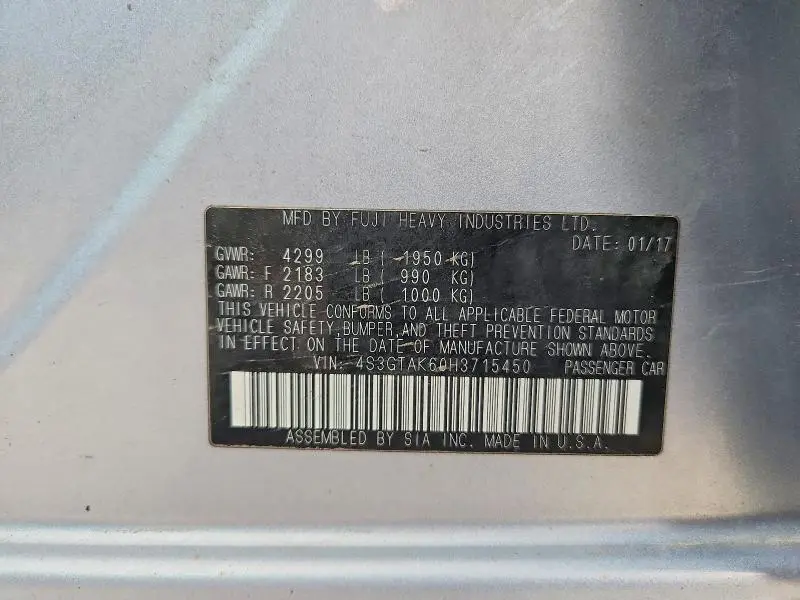 MFD BY FUJI HEAVY INDUSTRIES LTD.
DATE: 01/17
GVWR: 4299 LB ( 1950 KG)
GAWR: F 2183 LB ( 990 KG)
GAWR: R 2205 LB ( 1000 KG)
THIS VEHICLE CONFORMS TO ALL APPLICABLE FEDERAL MOTOR
VEHICLE SAFETY, BUMPER, AND THEFT PREVENTION STANDARDS
IN EFFECT ON THE DATE OF MANUFACTURE SHOWN ABOVE.
VIN: 4S3GTAK60H3715450 PASSENGER CAR
ASSEMBLED BY SIA INC. MADE IN U.S.A.